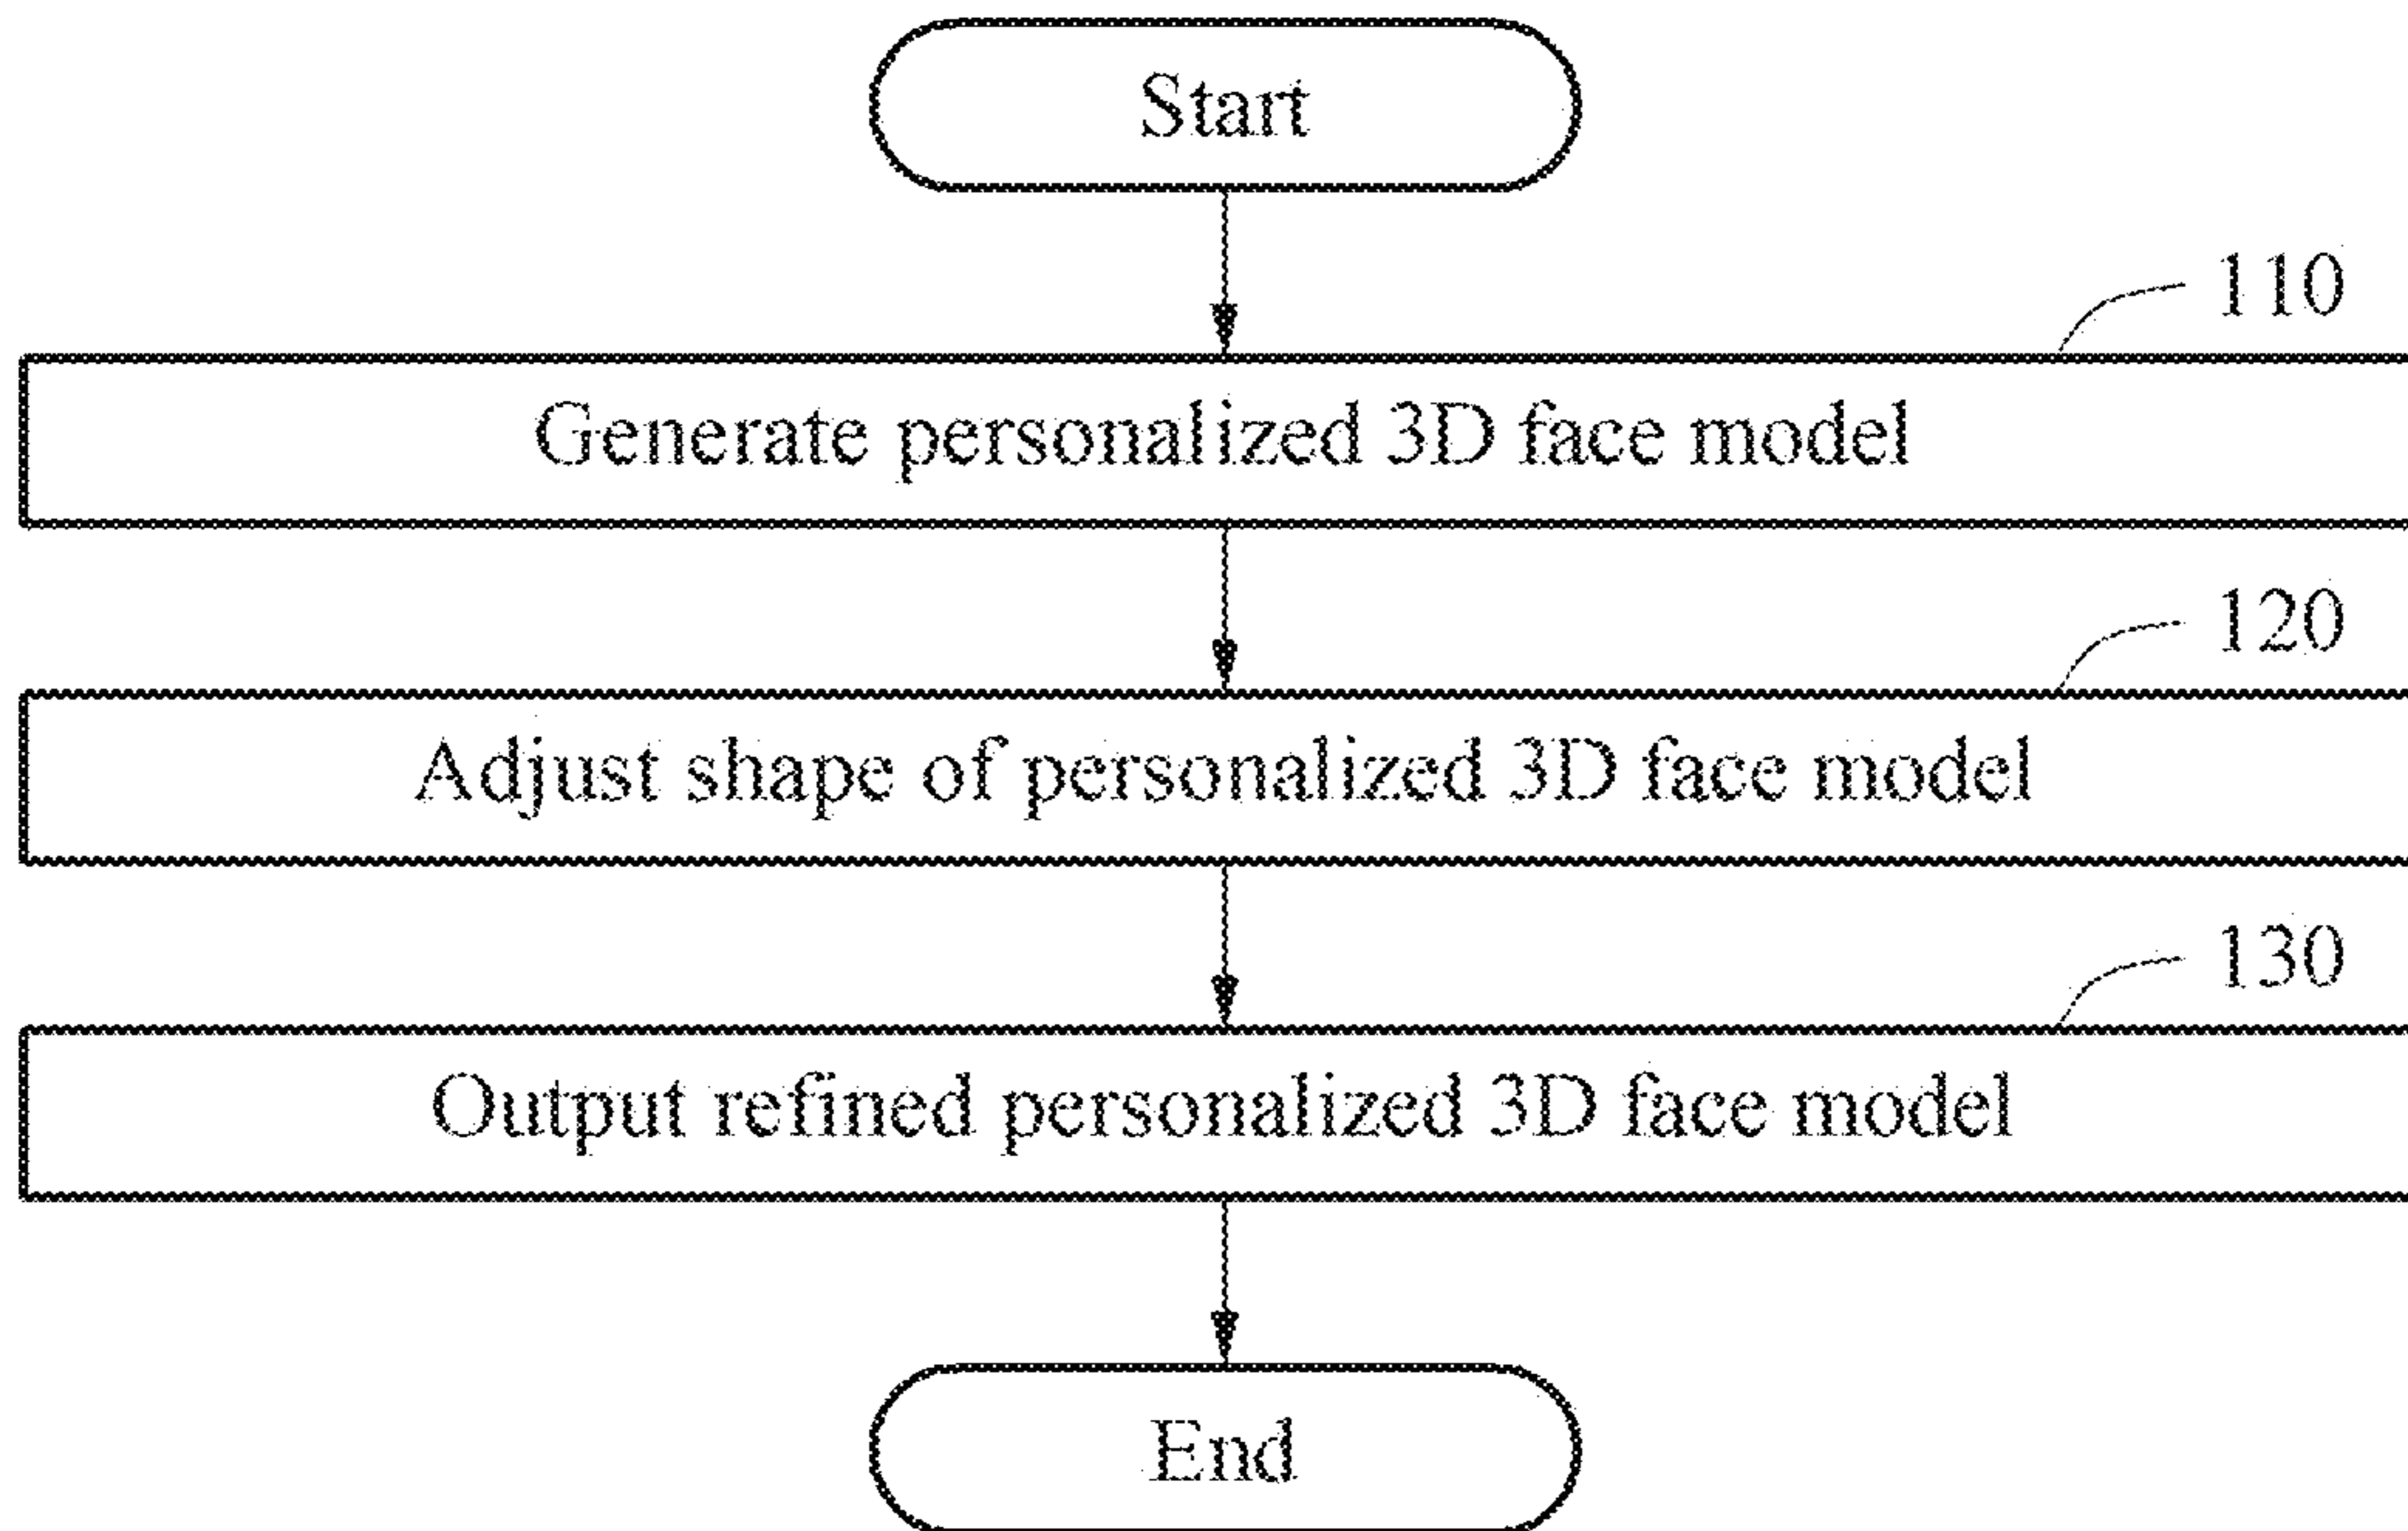 Start
110
Generate personalized 3D face model
120
Adjust shape of personalized 3D face model
130
Output refined personalized 3D face model
End